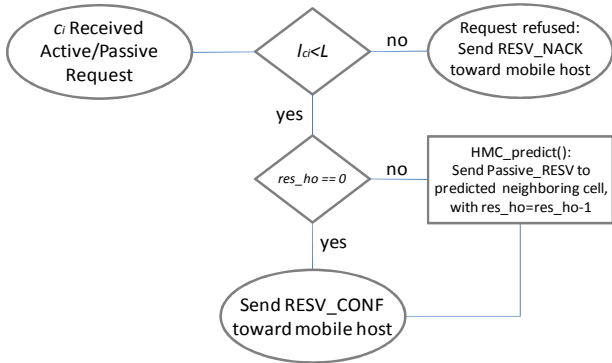 ci Received
Active/Passive
Request
lci<L
no
Request refused:
Send RESV_NACK
toward mobile host
yes
res_ho == 0
no
HMC_predict():
Send Passive_RESV to
predicted neighboring cell,
with res_ho=res_ho-1
yes
Send RESV_CONF
toward mobile host